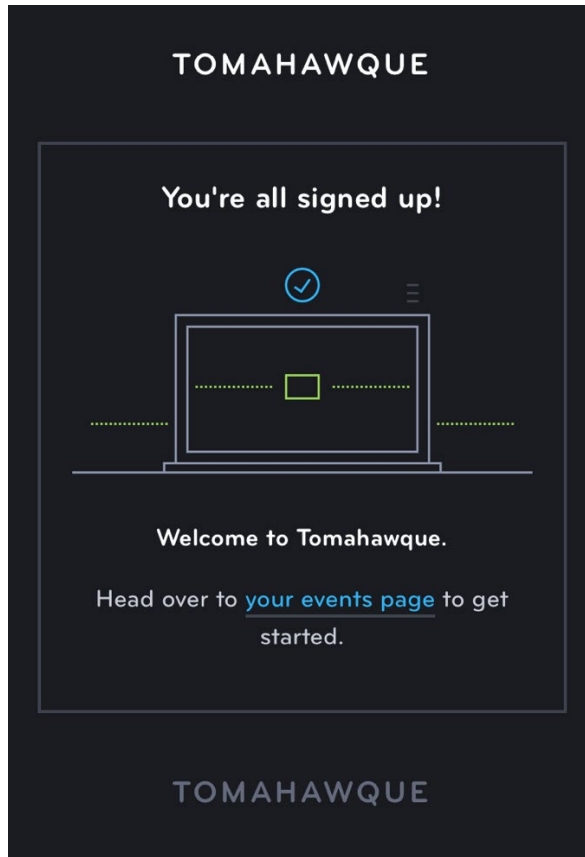 TOMAHAWQUE
You're all signed up!
Welcome to Tomahawque.
Head over to your events page to get
started.
TOMAHAWQUE